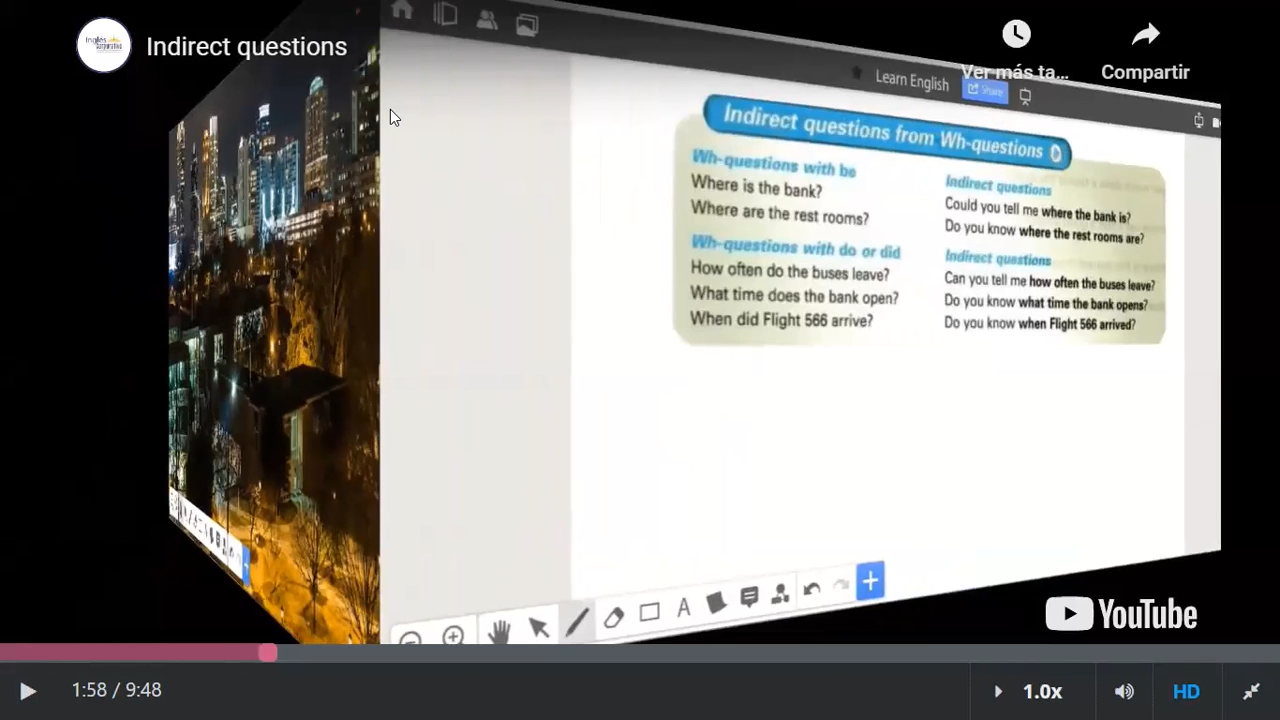 Indirect questions
Ver más ta...
Compartir
Learn English
Share
Indirect questions from Wh-questions
Wh-questions with be
Where is the bank?
Where are the rest rooms?
Wh-questions with do or did
How often do the buses leave?
What time does the bank open?
When did Flight 566 arrive?
Indirect questions
Could you tell me where the bank is?
Do you know where the rest rooms are?
Indirect questions
Can you tell me how often the buses leave?
Do you know what time the bank opens?
Do you know when Flight 566 arrived?
A
YouTube
1:58 / 9:48
1.0x
HD